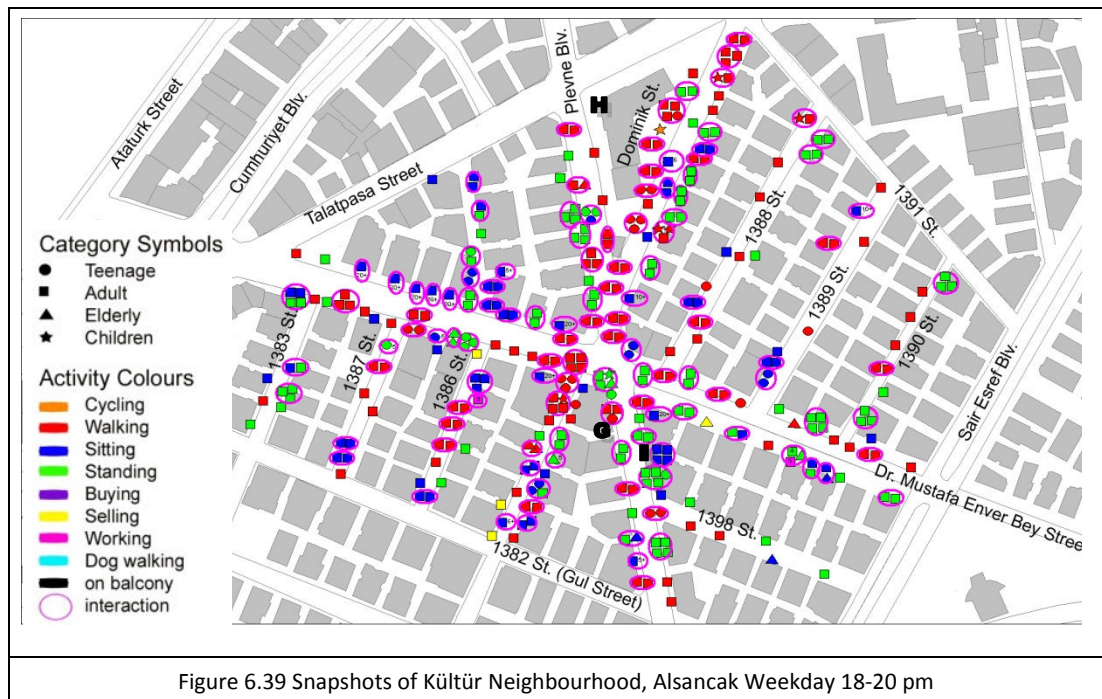 Ataturk Street
Cumhuriyet Blv.
Talatpasa Street
Plevne Blv.
Dominik St.
H
1388 St.
1391 St.
1389 St.
1390 St.
Sair Esref Blv.
1383 St.
1387 St.
1386 St.
G
I
Dr. Mustafa Enver Bey Street
1398 St.
1382 St. (Gul Street)
Category Symbols
Teenage
Adult
Elderly
Children
Activity Colours
Cycling
Walking
Sitting
Standing
Buying
Selling
Working
Dog walking
on balcony
interaction
Figure 6.39 Snapshots of Kültür Neighbourhood, Alsancak Weekday 18-20 pm